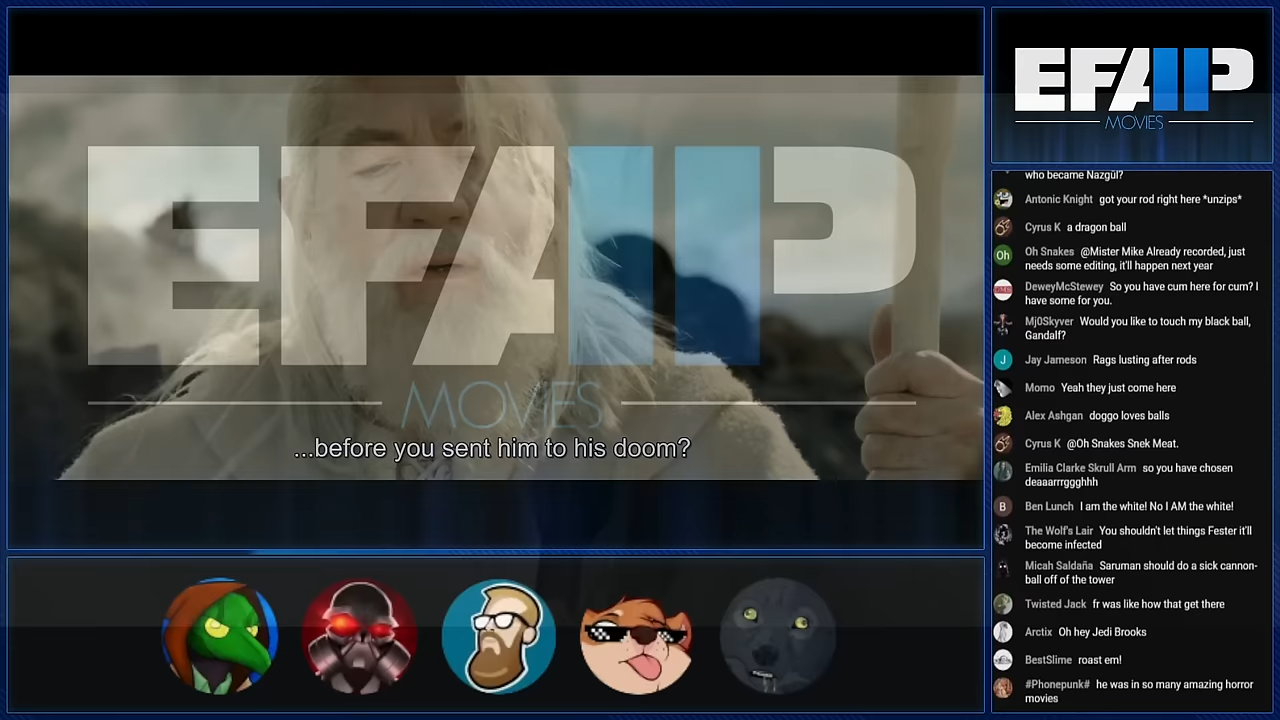 EFAP
MOVIES
...before you sent him to his doom?
EFAP
MOVIES
who became Nazgûl?
Antonic Knight got your rod right here *unzips*
Cyrus K a dragon ball
Oh
Oh Snakes @Mister Mike Already recorded, just
needs some editing, it'll happen next year
DeweyMcStewey So you have cum here for cum? I
have some for you.
Mj0Skyver Would you like to touch my black ball,
Gandalf?
J
Jay Jameson Rags lusting after rods
Momo Yeah they just come here
Alex Ashgan doggo loves balls
Cyrus K @Oh Snakes Snek Meat.
Emilia Clarke Skrull Arm so you have chosen
deaaarrrggghhh
B
Ben Lunch I am the white! No I AM the white!
The Wolf's Lair You shouldn't let things Fester it'll
become infected
Micah Saldaña Saruman should do a sick cannon-
ball off of the tower
Twisted Jack fr was like how that get there
Arctix Oh hey Jedi Brooks
BestSlime roast em!
#Phonepunk# he was in so many amazing horror
movies